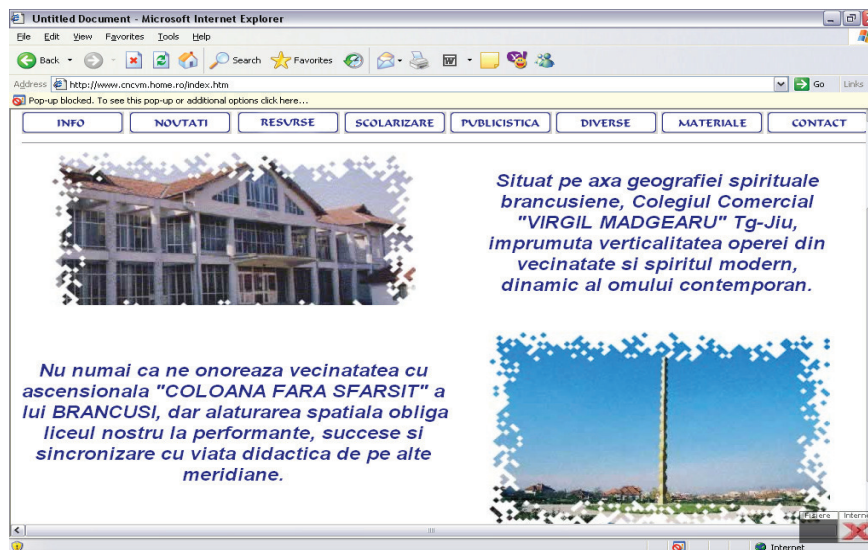 Untitled Document - Microsoft Internet Explorer
File Edit View Favorites Tools Help
Back Search Favorites
Address http://www.cncvm.home.ro/index.htm Go Links
Pop-up blocked. To see this pop-up or additional options click here...
INFO NOUTATI RESURSE SCOLARIZARE PUBLICISTICA DIVERSE MATERIALE CONTACT
Situat pe axa geografiei spirituale
brancusiene, Colegiul Comercial
"VIRGIL MADGEARU" Tg-Jiu,
imprumuta verticalitatea operei din
vecinatate si spiritul modern,
dinamic al omului contemporan.
Nu numai ca ne onoreaza vecinatatea cu
ascensionala "COLOANA FARA SFARSIT" a
lui BRANCUSI, dar alaturarea spatiala obliga
liceul nostru la performante, succese si
sincronizare cu viata didactica de pe alte
meridiane.
Fisiere Interne
Internet